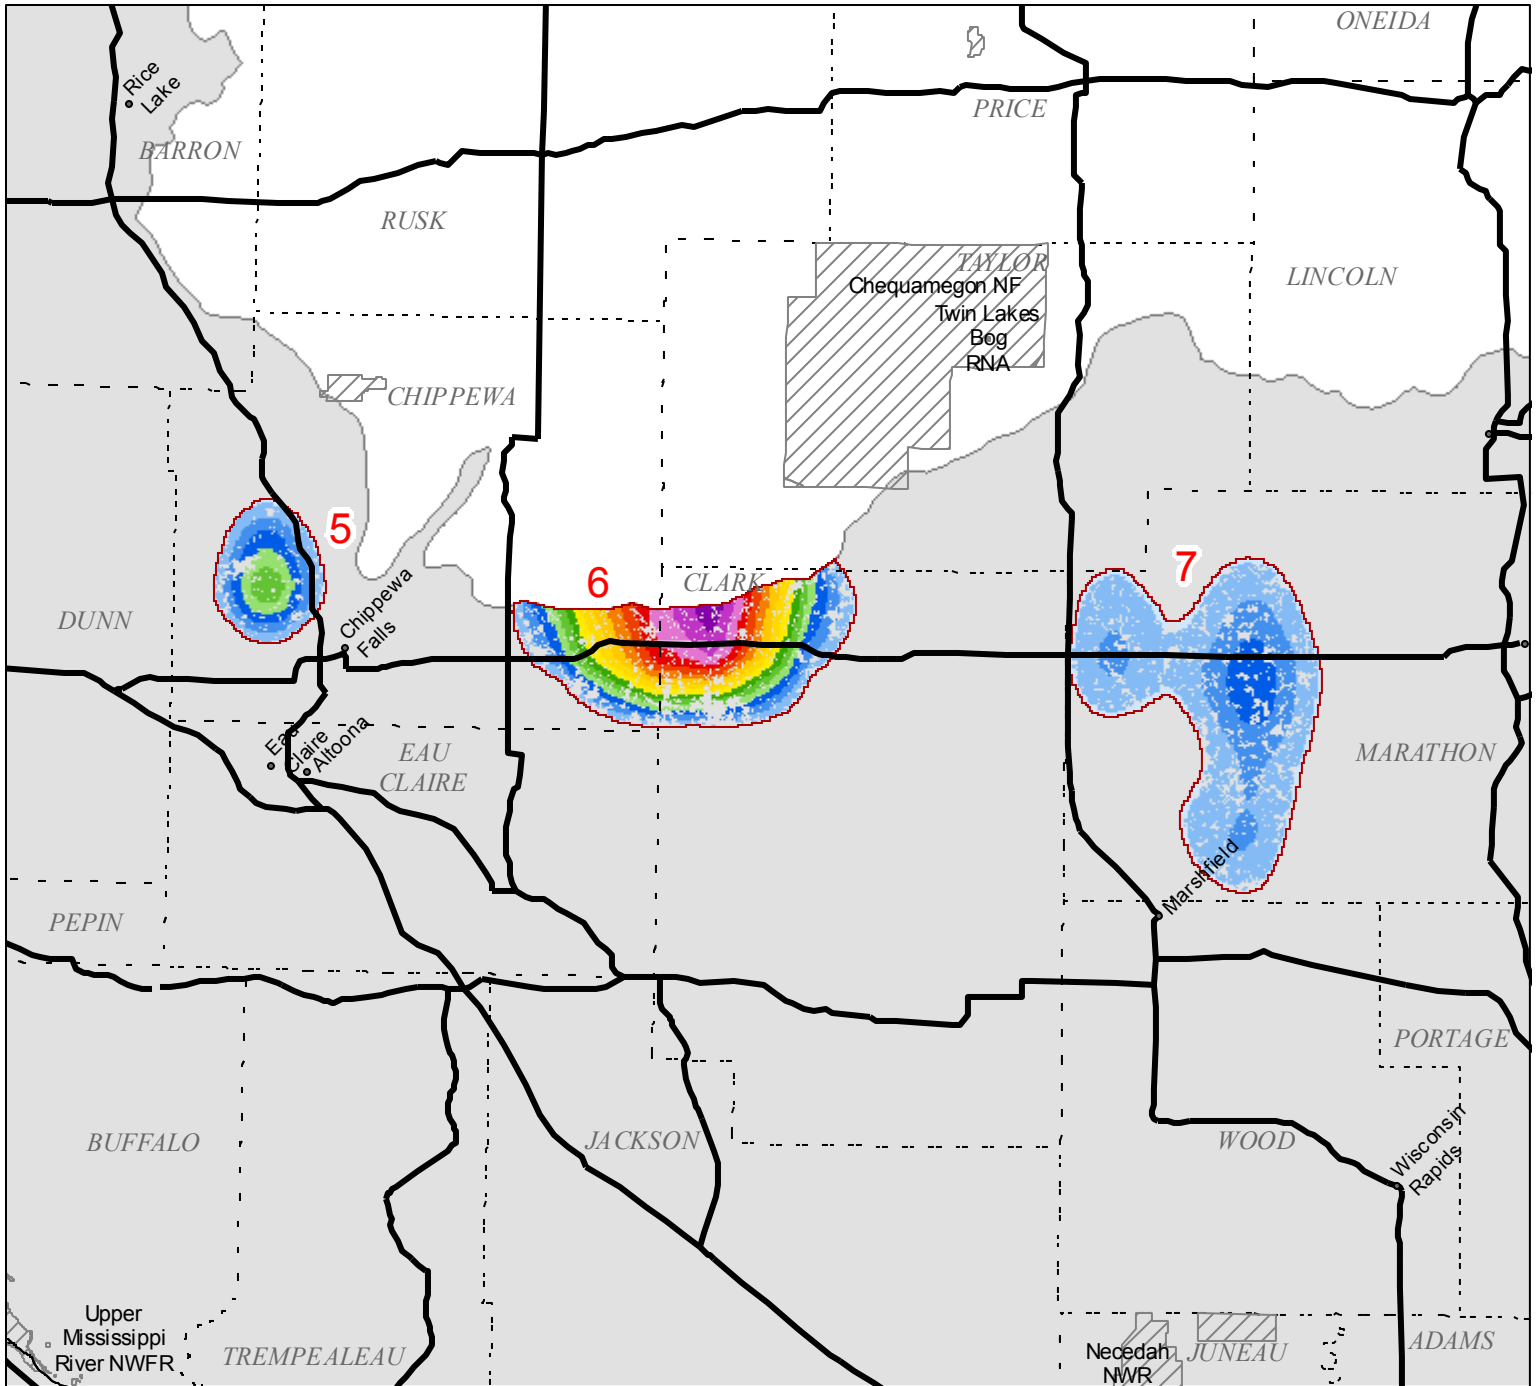 ONEIDA
Rice
Lake
PRICE
BARRON
RUSK
TAYLOR
LINCOLN
Chequamegon NF
Twin Lakes
Bog
RNA
CHIPPEWA
5
7
6
CLARK
DUNN
Chippewa
Falls
Eau
Claire
Altoona
EAU
CLAIRE
MARATHON
Marshfield
PEPIN
PORTAGE
BUFFALO
JACKSON
WOOD
Wisconsin
Rapids
Upper
Mississippi
River NWFR
TREMPEALEAU
Necedah
NWR
JUNEAU
ADAMS